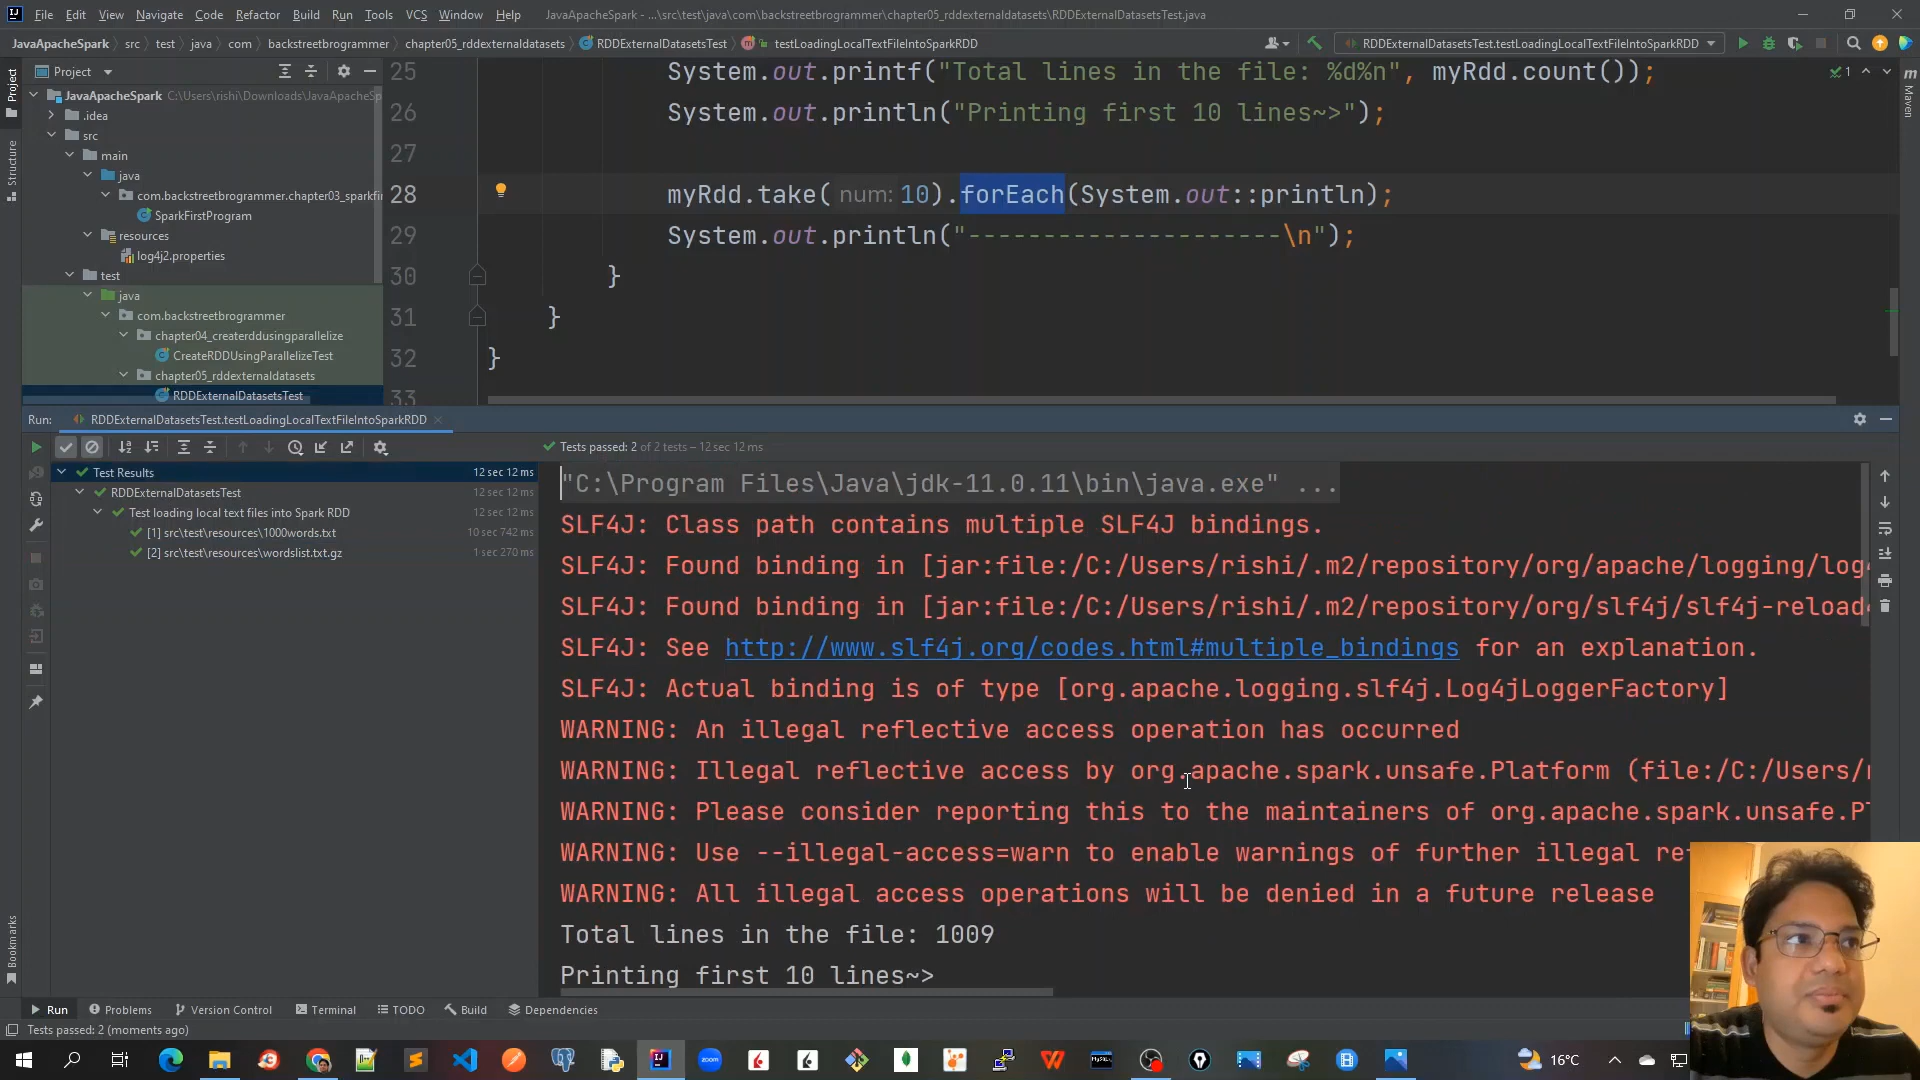 File Edit View Navigate Code Refactor Build Run Tools VCS Window Help JavaApacheSpark - ...\src\test\java\com\backstreetbrogrammer\chapter05_rddexternaldatasets\RDDExternalDatasetsTest.java
JavaApacheSpark src test java com backstreetbrogrammer chapter05_rddexternaldatasets RDDExternalDatasetsTest testLoadingLocalTextFileIntoSparkRDD RDDExternalDatasetsTest.testLoadingLocalTextFileIntoSparkRDD
Project
Project
Structure
Bookmarks
Maven
JavaApacheSpark C:\Users\rishi\Downloads\JavaApacheSp
.idea
src
main
java
com.backstreetbrogrammer.chapter03_sparkfir
SparkFirstProgram
resources
log4j2.properties
test
java
com.backstreetbrogrammer
chapter04_createrddusingparallelize
CreateRDDUsingParallelizeTest
chapter05_rddexternaldatasets
RDDExternalDatasetsTest
25 System.out.printf("Total lines in the file: %d%n", myRdd.count());
26 System.out.println("Printing first 10 lines~>");
27
28 myRdd.take( num: 10).forEach(System.out::println);
29 System.out.println("---------------------\n");
30 }
31 }
32 }
33
1
Run: RDDExternalDatasetsTest.testLoadingLocalTextFileIntoSparkRDD
Tests passed: 2 of 2 tests – 12 sec 12 ms
Test Results 12 sec 12 ms
RDDExternalDatasetsTest 12 sec 12 ms
Test loading local text files into Spark RDD 12 sec 12 ms
[1] src\test\resources\1000words.txt 10 sec 742 ms
[2] src\test\resources\wordslist.txt.gz 1 sec 270 ms
"C:\Program Files\Java\jdk-11.0.11\bin\java.exe" ...
SLF4J: Class path contains multiple SLF4J bindings.
SLF4J: Found binding in [jar:file:/C:/Users/rishi/.m2/repository/org/apache/logging/log4
SLF4J: Found binding in [jar:file:/C:/Users/rishi/.m2/repository/org/slf4j/slf4j-reload4
SLF4J: See http://www.slf4j.org/codes.html#multiple_bindings for an explanation.
SLF4J: Actual binding is of type [org.apache.logging.slf4j.Log4jLoggerFactory]
WARNING: An illegal reflective access operation has occurred
WARNING: Illegal reflective access by org.apache.spark.unsafe.Platform (file:/C:/Users/r
WARNING: Please consider reporting this to the maintainers of org.apache.spark.unsafe.Pl
WARNING: Use --illegal-access=warn to enable warnings of further illegal re
WARNING: All illegal access operations will be denied in a future release
Total lines in the file: 1009
Printing first 10 lines~>
Run Problems Version Control Terminal TODO Build Dependencies
Tests passed: 2 (moments ago)
16°C